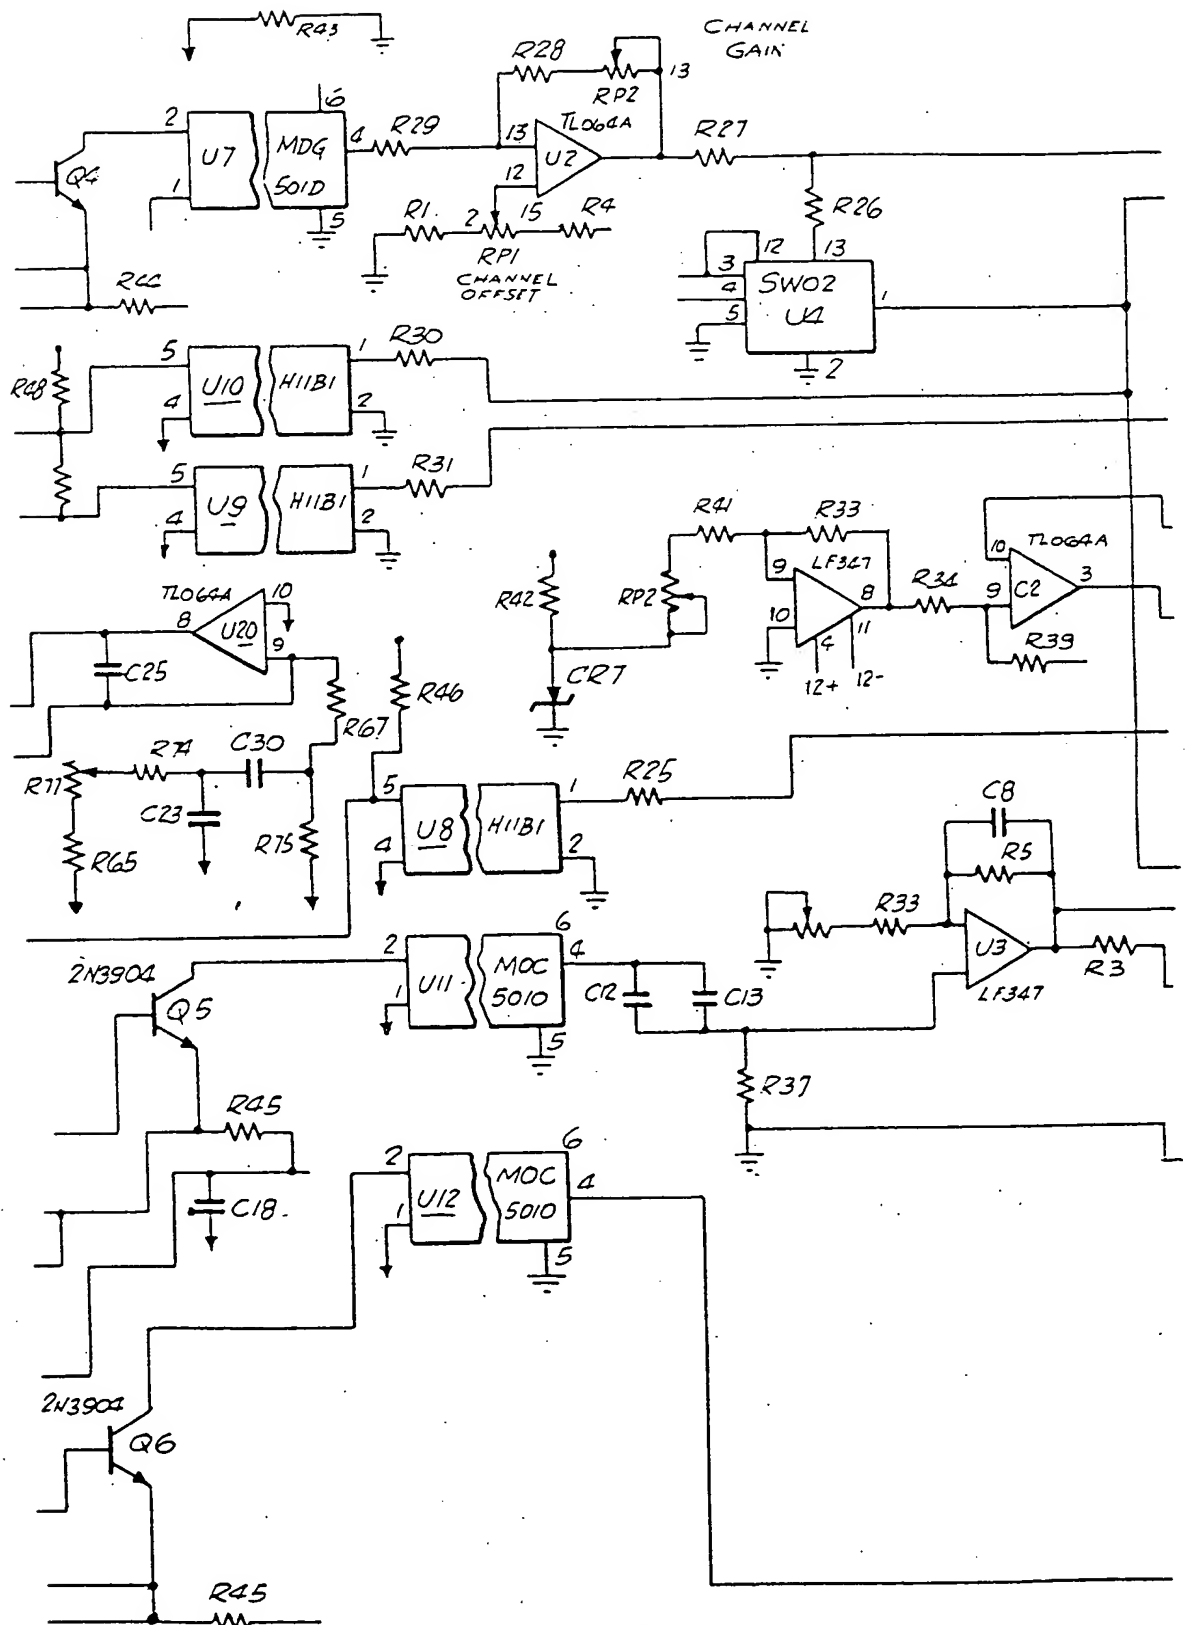 R43
CHANNEL
GAIN
R28
RP2
13
6
2
U7
MDG
501D
4
R29
13
TL064A
U2
12
R27
Q4
1
5
R1
2
15
R4
RP1
CHANNEL
OFFSET
R26
12
13
3
SW02
4
U4
1
5
2
R44
R48
5
U10
H11B1
1
R30
4
2
5
U9
H11B1
1
R31
4
2
R41
R33
LF347
9
8
10
4
11
12+
12-
R34
TL064A
10
C2
3
9
R39
R42
RP2
CR7
TL064A
10
8
U20
9
C25
R67
R46
R74
C30
R77
C23
R75
R65
5
U8
H11B1
1
R25
4
2
C8
R5
R33
U3
LF347
R3
2N3904
Q5
2
U11
MOC
5010
6
4
1
5
C12
C13
R37
R45
C18
2
U12
MOC
5010
6
4
1
5
2N3904
Q6
R45